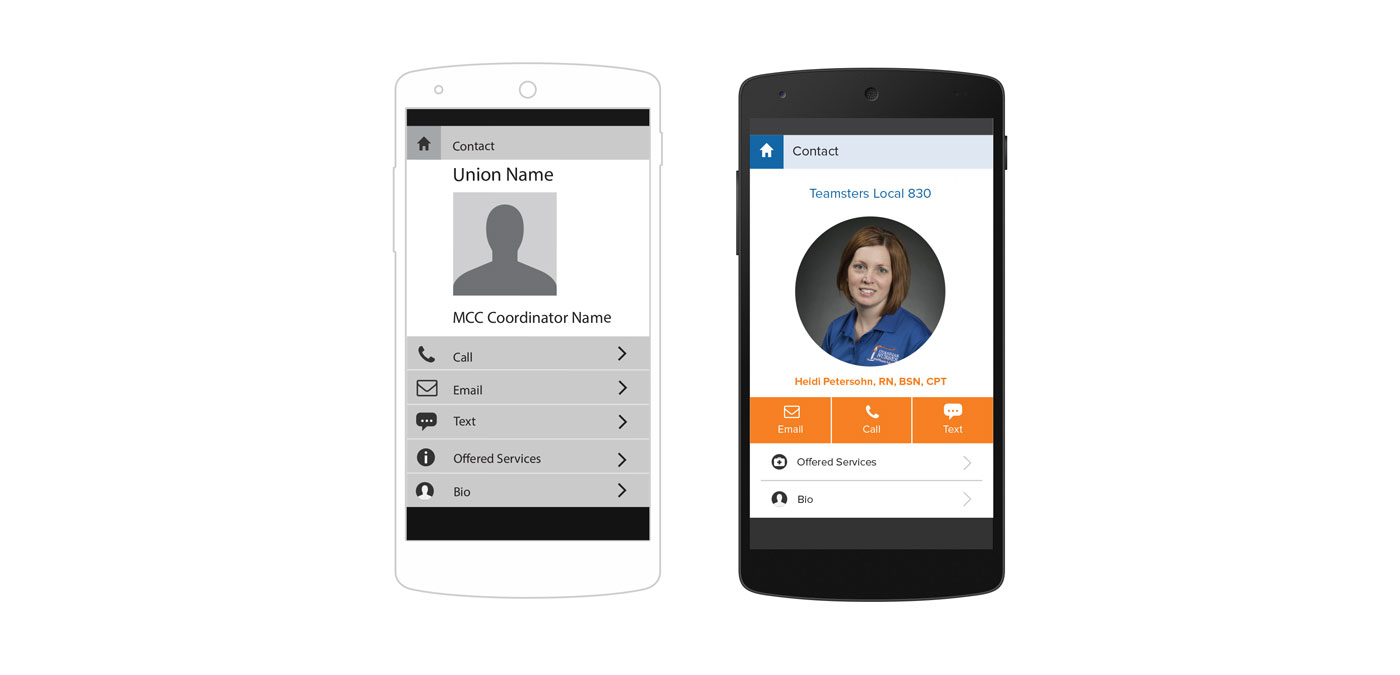 Contact
Union Name
MCC Coordinator Name
Call
Email
Text
Offered Services
Bio
Contact
Teamsters Local 830
Heidi Petersohn, RN, BSN, CPT
Email
Call
Text
Offered Services
Bio